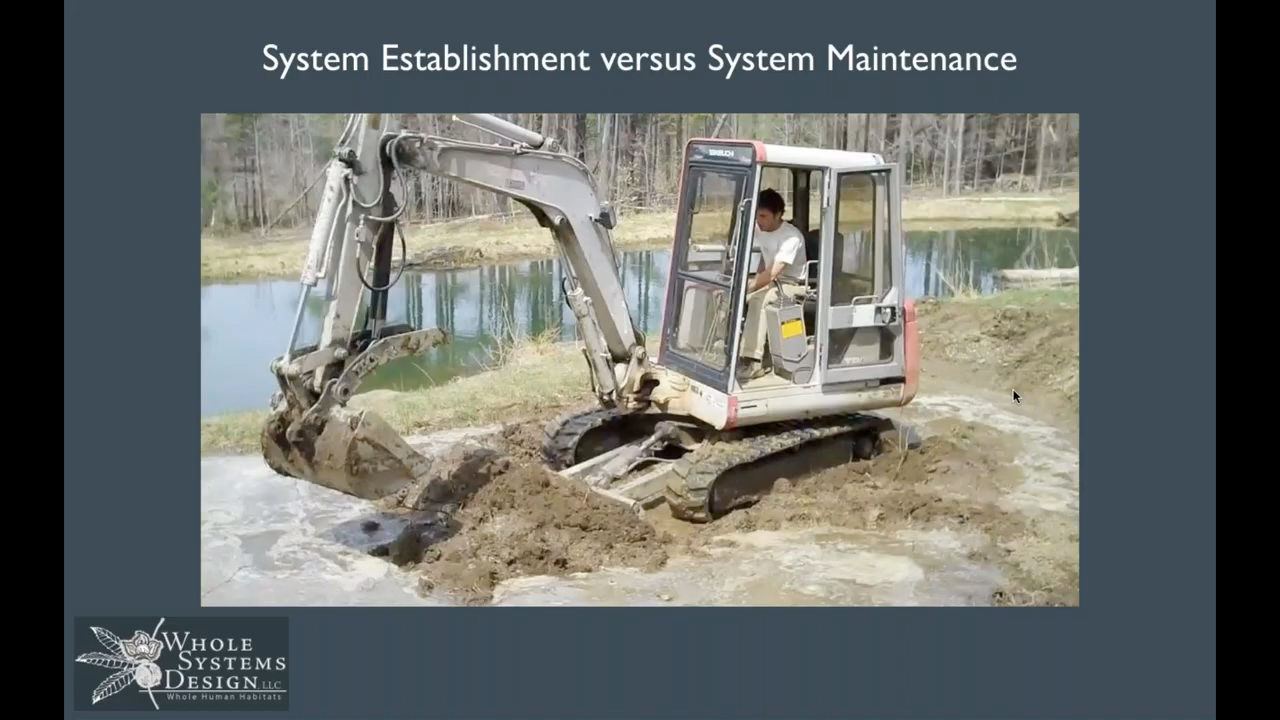 System Establishment versus System Maintenance
WHOLE
SYSTEMS
DESIGN, LLC
Whole Human Habitats